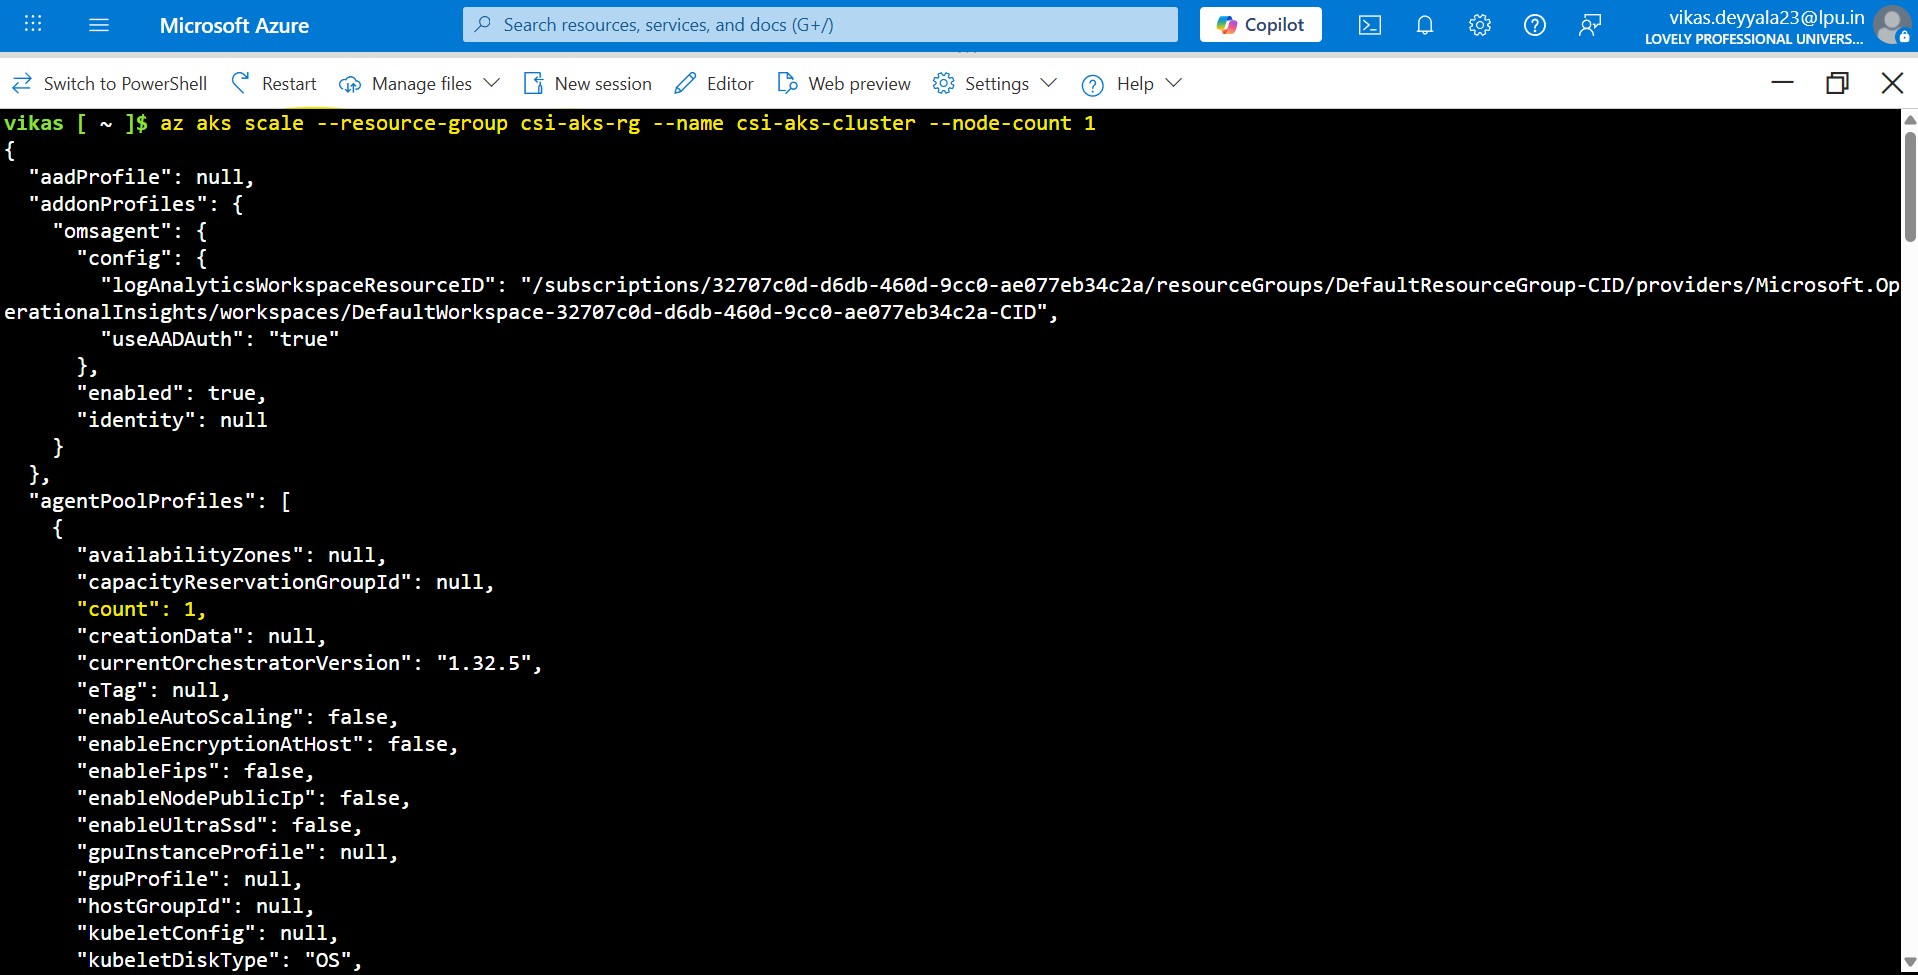 Microsoft Azure
Search resources, services, and docs (G+/)
Copilot
vikas.deyyala23@lpu.in
LOVELY PROFESSIONAL UNIVERS...
Switch to PowerShell
Restart
Manage files
New session
Editor
Web preview
Settings
Help
vikas [ ~ ]$ az aks scale --resource-group csi-aks-rg --name csi-aks-cluster --node-count 1
{
  "aadProfile": null,
  "addonProfiles": {
    "omsagent": {
      "config": {
        "logAnalyticsWorkspaceResourceID": "/subscriptions/32707c0d-d6db-460d-9cc0-ae077eb34c2a/resourceGroups/DefaultResourceGroup-CID/providers/Microsoft.Op
erationalInsights/workspaces/DefaultWorkspace-32707c0d-d6db-460d-9cc0-ae077eb34c2a-CID",
        "useAADAuth": "true"
      },
      "enabled": true,
      "identity": null
    }
  },
  "agentPoolProfiles": [
    {
      "availabilityZones": null,
      "capacityReservationGroupId": null,
      "count": 1,
      "creationData": null,
      "currentOrchestratorVersion": "1.32.5",
      "eTag": null,
      "enableAutoScaling": false,
      "enableEncryptionAtHost": false,
      "enableFips": false,
      "enableNodePublicIp": false,
      "enableUltraSsd": false,
      "gpuInstanceProfile": null,
      "gpuProfile": null,
      "hostGroupId": null,
      "kubeletConfig": null,
      "kubeletDiskType": "OS",